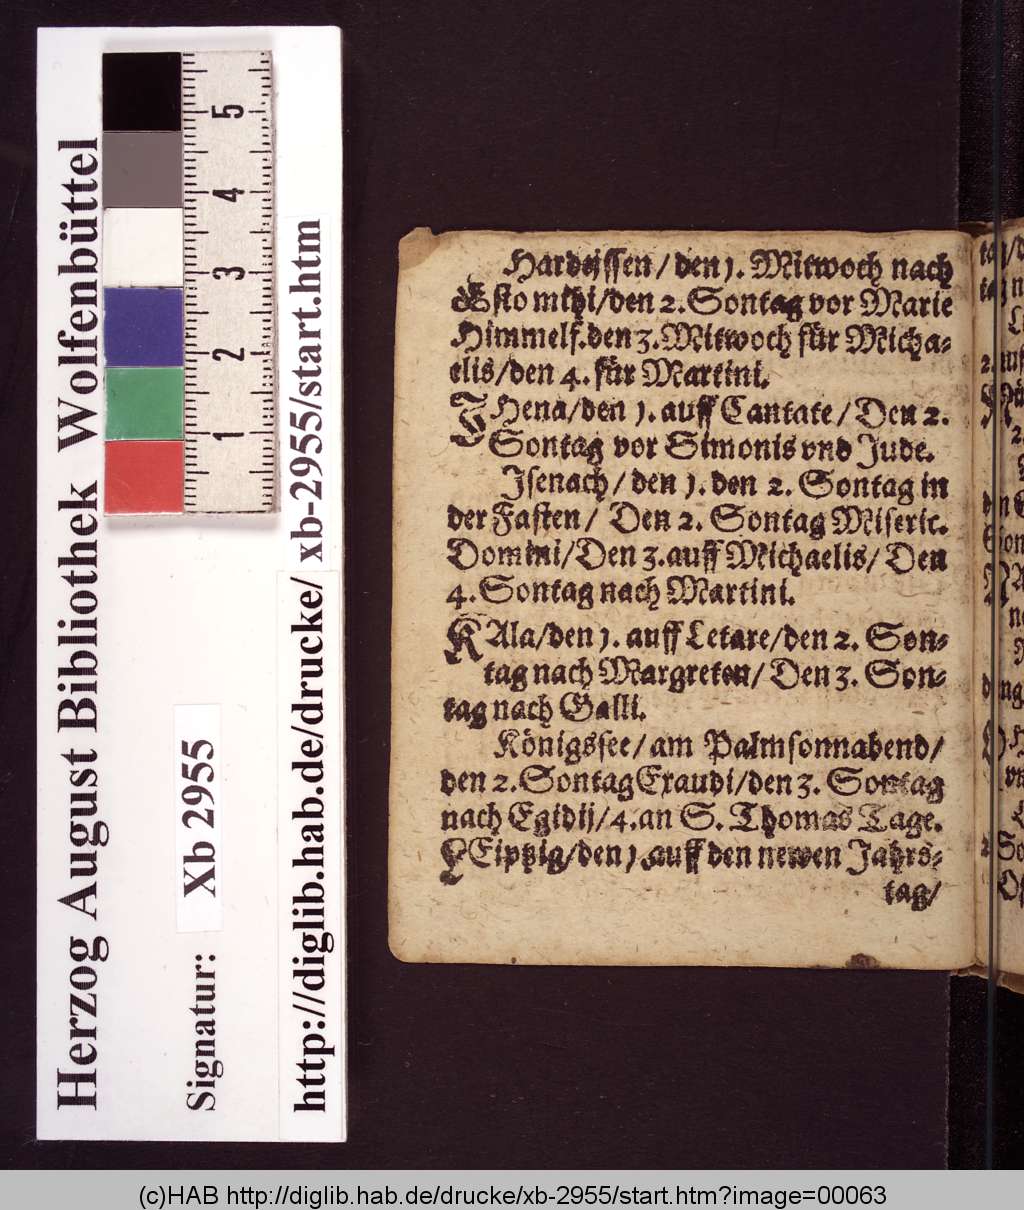 Herzog August Bibliothek Wolfenbüttel
Signatur: Xb 2955
http://diglib.hab.de/drucke/ xb-2955/start.htm
5
4
3
2
1
Hardeissen / den 1. Mitwoch nach
Esto mihi/den 2. Sontag vor Marie
Himmelf. den 3. Mitwoch für Micha-
elis/den 4. für Martini.
JHena/den 1. auff Cantate / Den 2.
Sontag vor Simonis vnd Jude.
Jsenach / den 1. den 2. Sontag in
der Fasten / Den 2. Sontag Miseric.
Domini/Den 3. auff Michaelis/ Den
4. Sontag nach Martini.
KAla/den 1. auff Letare/den 2. Son-
tag nach Margreten/ Den 3. Son-
tag nach Galli.
Königssee / am Palmsonnabend/
den 2. Sontag Exaudi/den 3. Sontag
nach Egidij/4. an S. Thomas Tage.
LEiptzig/den 1. auff den newen Jahrs-
tag/
(c)HAB http://diglib.hab.de/drucke/xb-2955/start.htm?image=00063